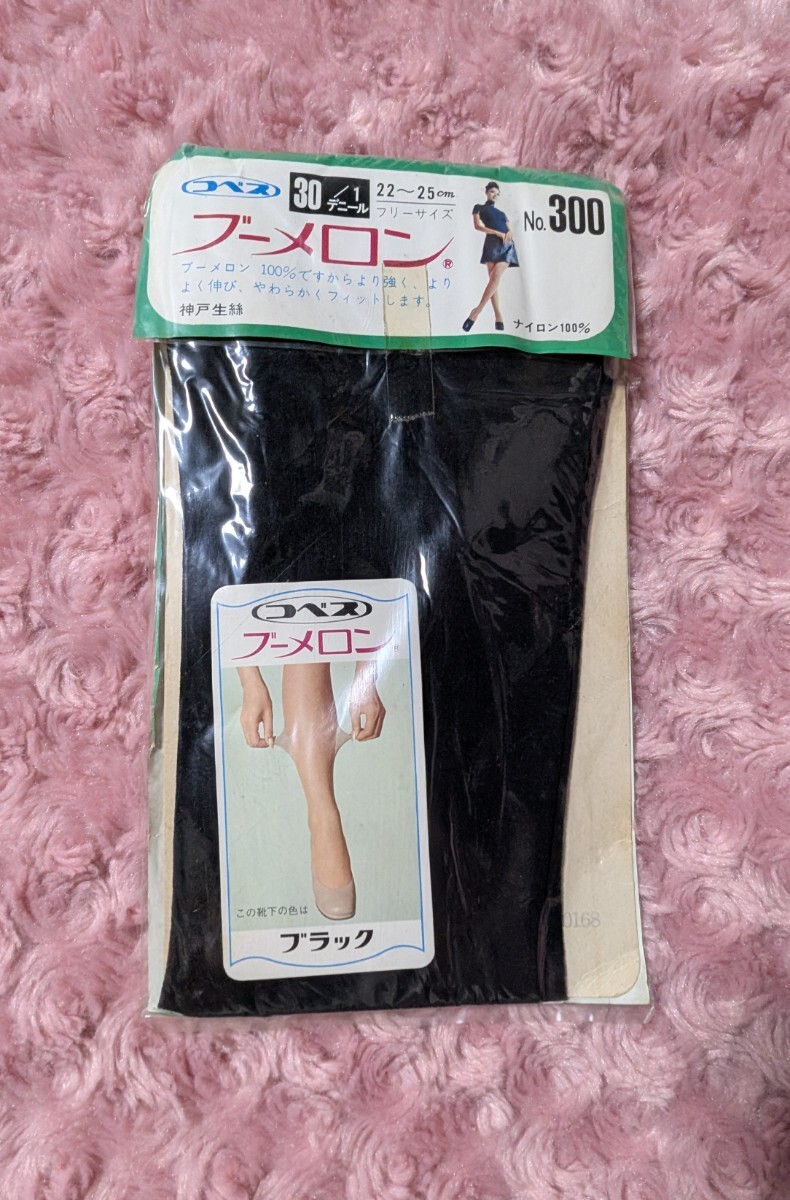 コベス
30/1
デニール
22〜25cm
フリーサイズ
No.300
ブーメロン®
ブーメロン 100%ですからより強く、より
よく伸び、やわらかくフィットします。
神戸生絲
ナイロン100%
コベス
ブーメロン®
この靴下の色は
ブラック
0168